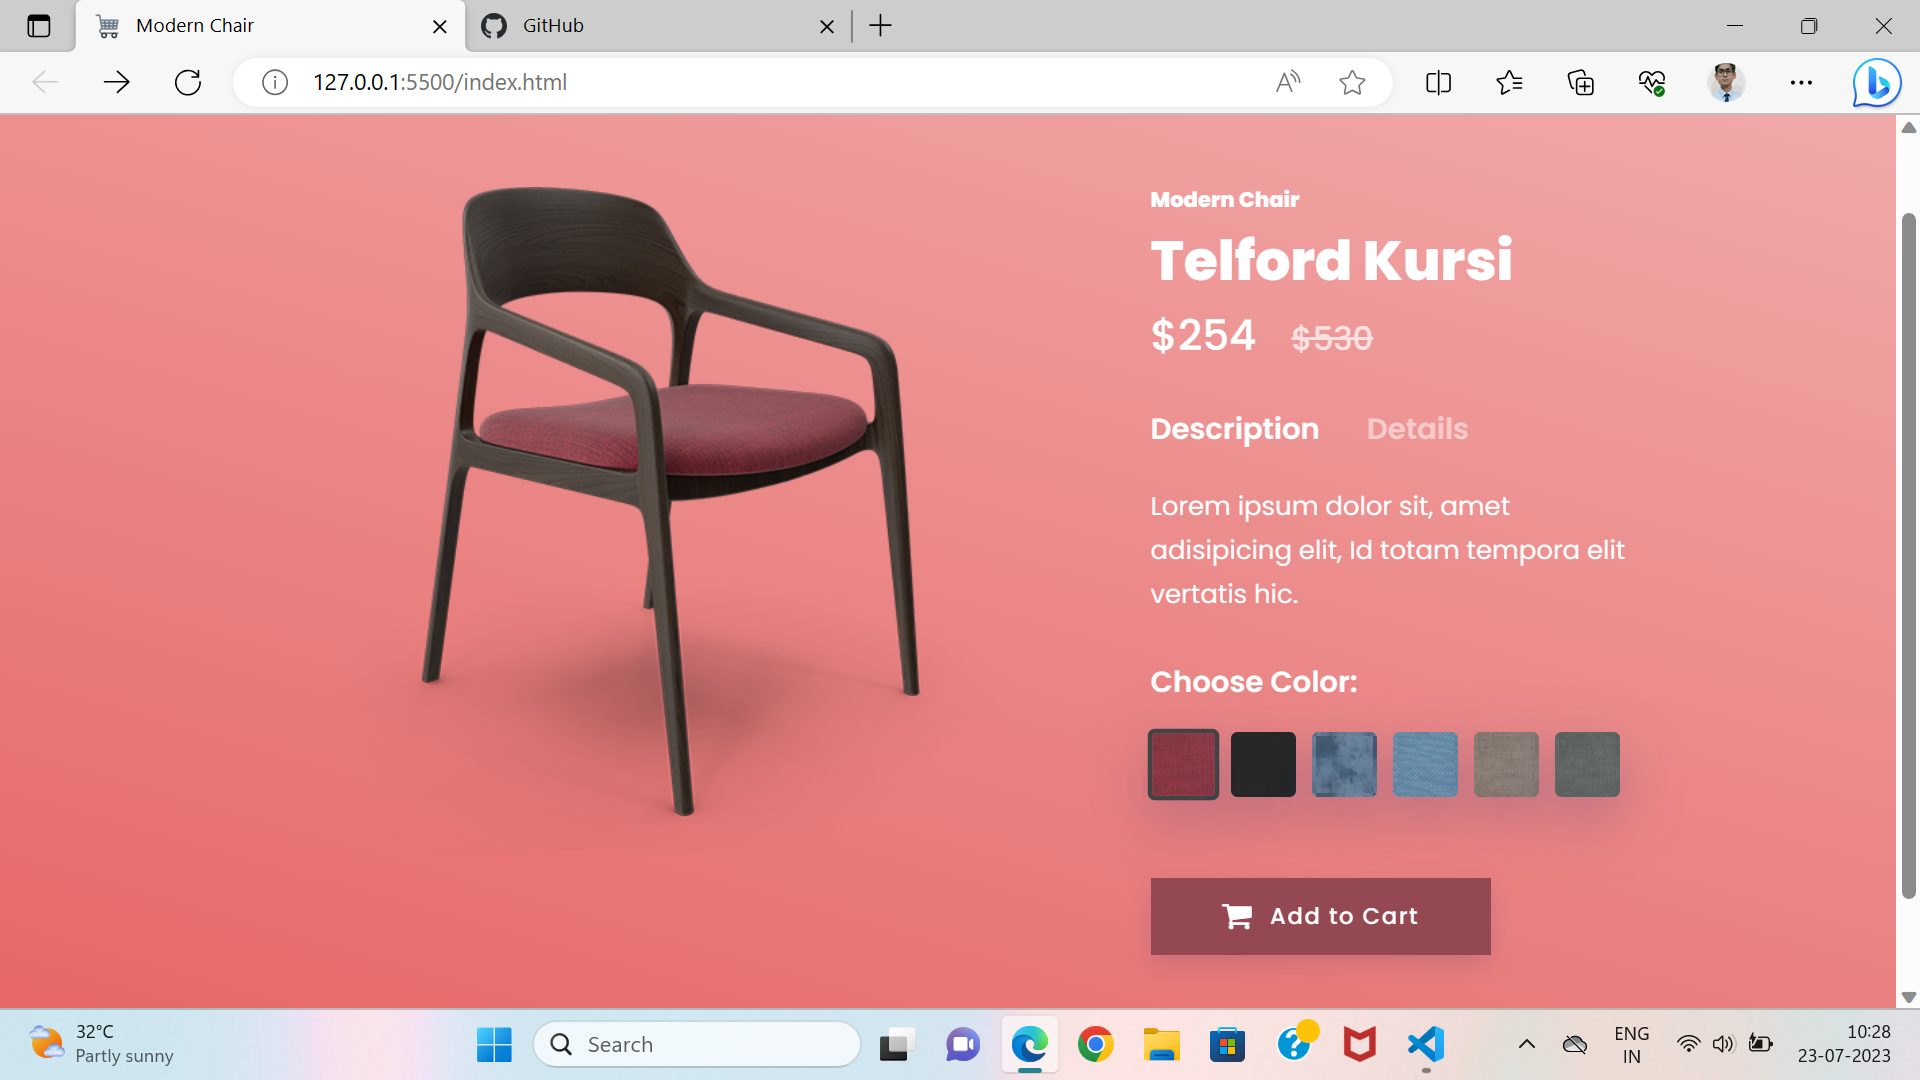 Modern Chair
GitHub
127.0.0.1:5500/index.html
Modern Chair
Telford Kursi
$254 $530
Description Details
Lorem ipsum dolor sit, amet
adisipicing elit, Id totam tempora elit
vertatis hic.
Choose Color:
Add to Cart
32°C
Partly sunny
Search
ENG
IN
10:28
23-07-2023